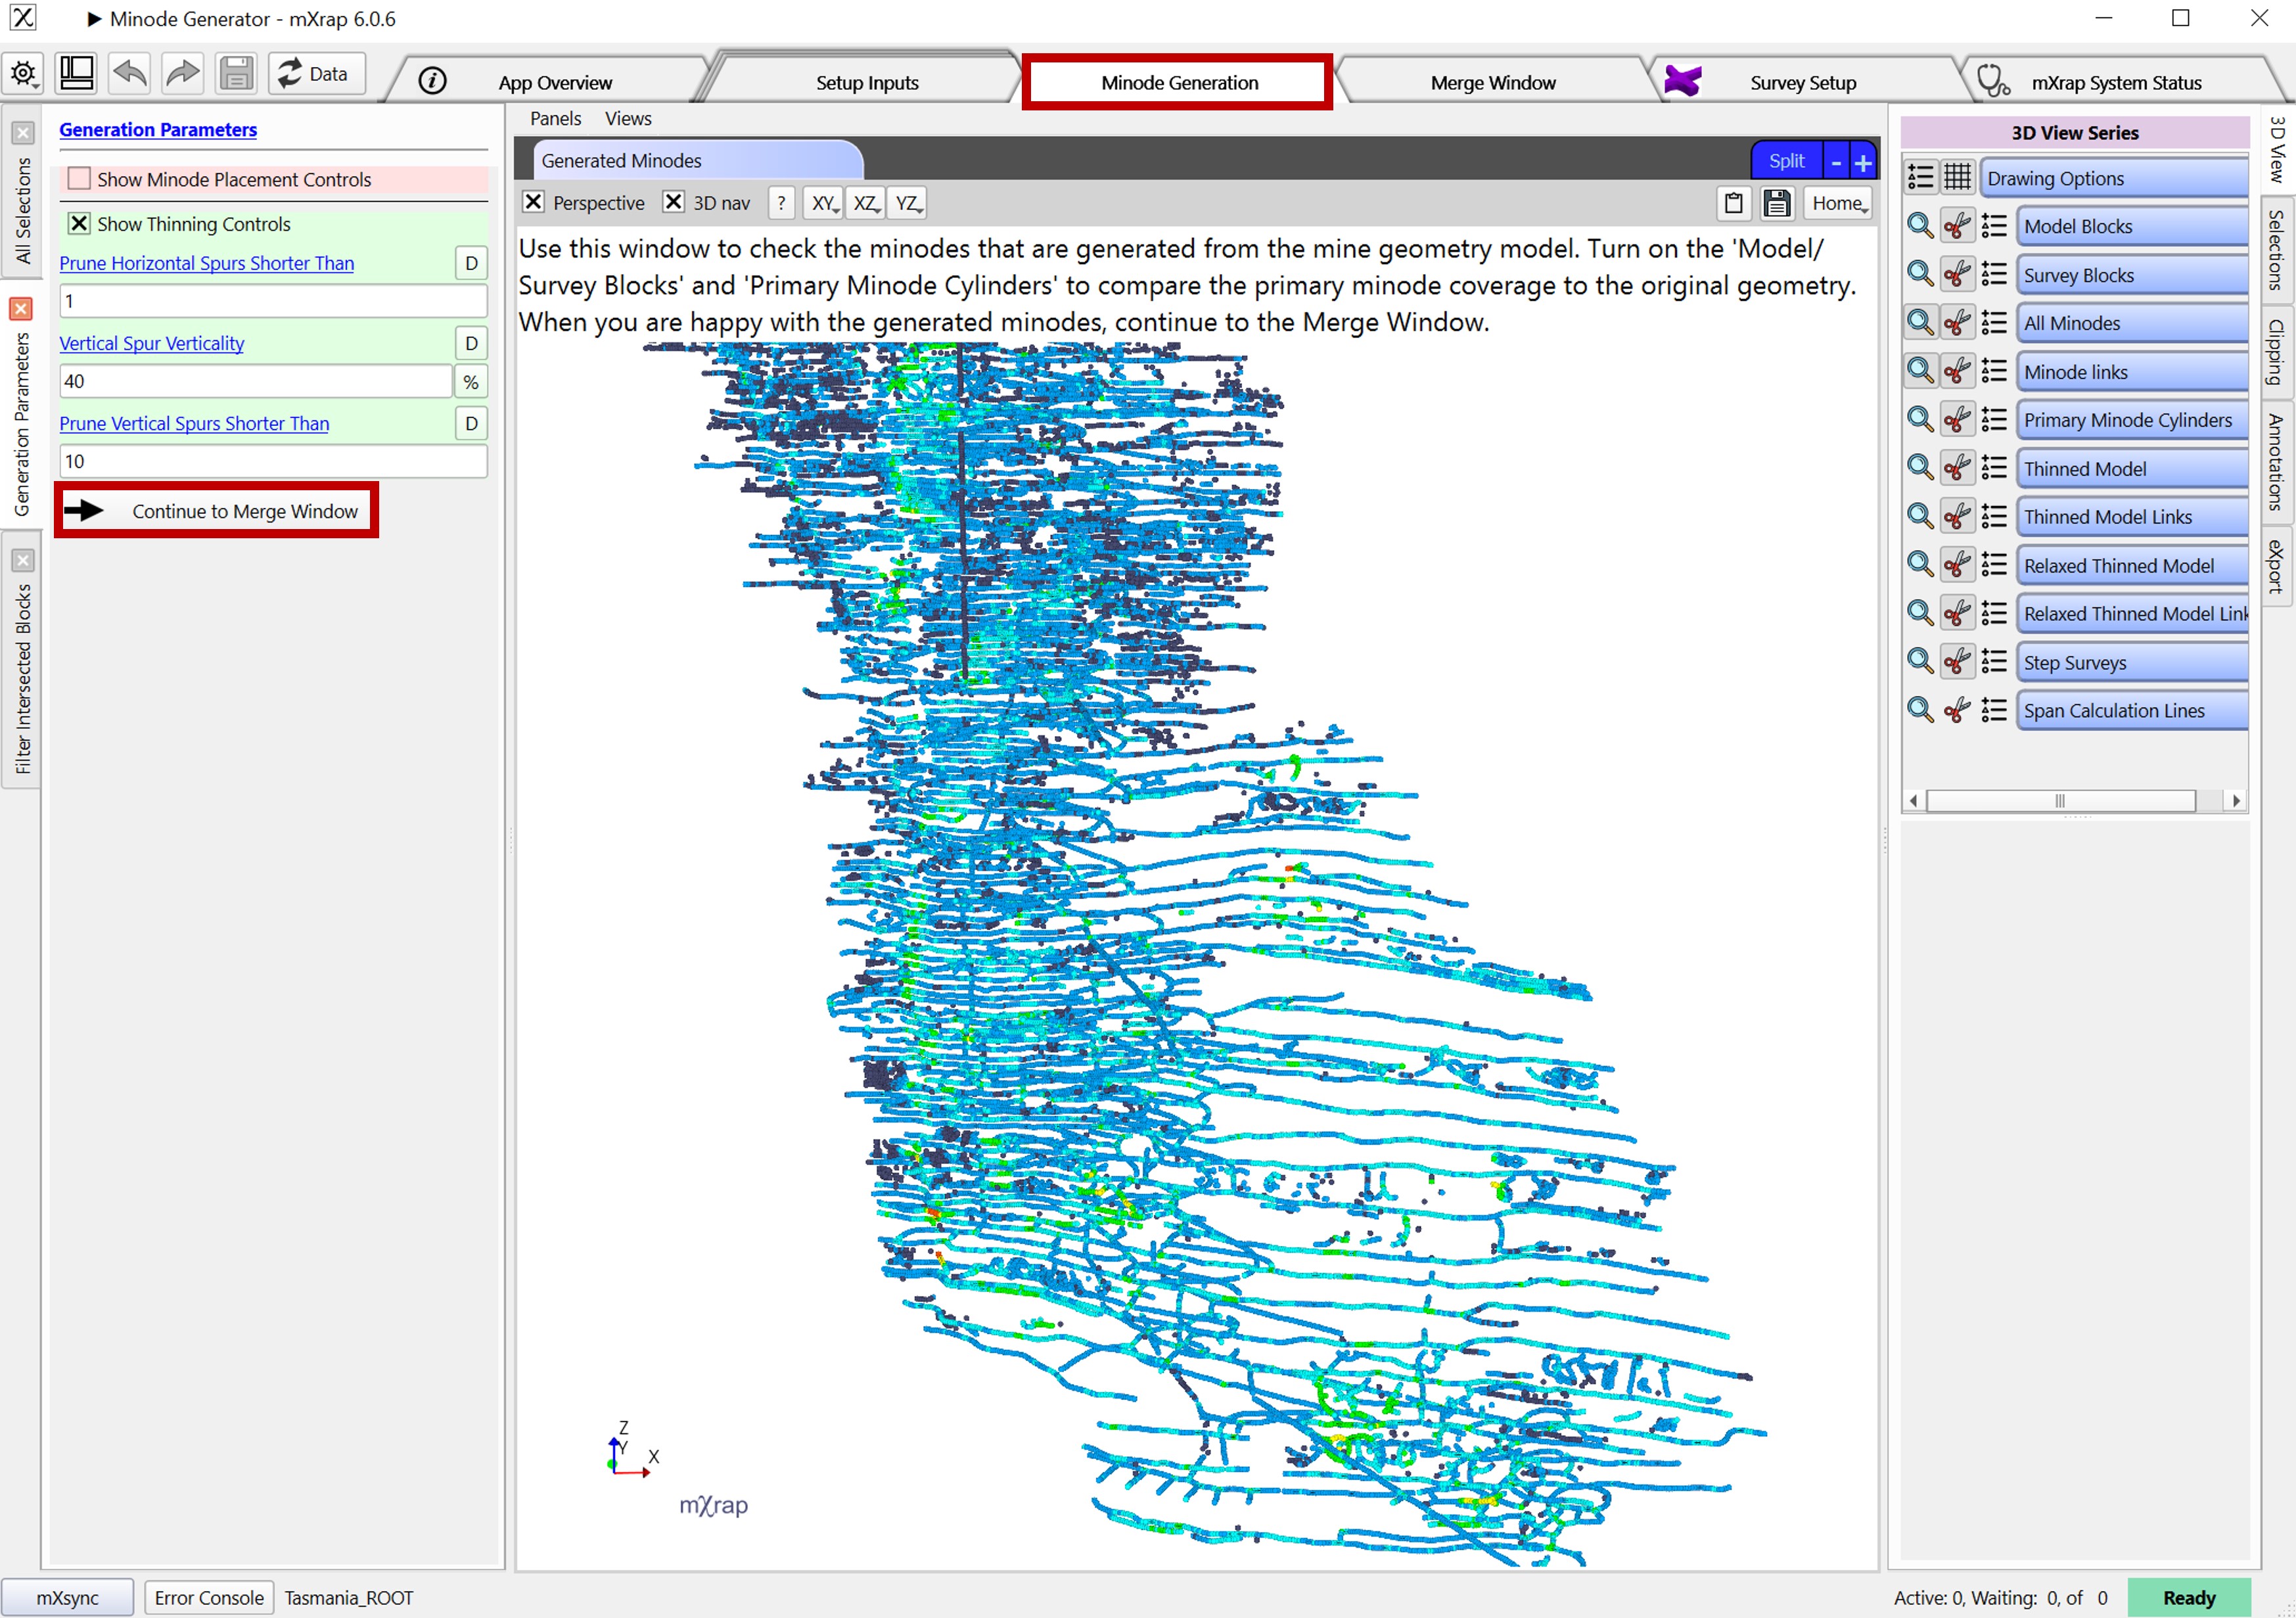 Minode Generator - mXrap 6.0.6
Data
App Overview
Setup Inputs
Minode Generation
Merge Window
Survey Setup
mXrap System Status
All Selections
Generation Parameters
Filter Intersected Blocks
Generation Parameters
Show Minode Placement Controls
Show Thinning Controls
Prune Horizontal Spurs Shorter Than
D
1
Vertical Spur Verticality
D
40
%
Prune Vertical Spurs Shorter Than
D
10
Continue to Merge Window
Panels Views
Generated Minodes
Split - +
Perspective 3D nav ? XY XZ YZ
Home
Use this window to check the minodes that are generated from the mine geometry model. Turn on the 'Model/
Survey Blocks' and 'Primary Minode Cylinders' to compare the primary minode coverage to the original geometry.
When you are happy with the generated minodes, continue to the Merge Window.
Z
Y
X
mXrap
3D View Series
Drawing Options
Model Blocks
Survey Blocks
All Minodes
Minode links
Primary Minode Cylinders
Thinned Model
Thinned Model Links
Relaxed Thinned Model
Relaxed Thinned Model Link
Step Surveys
Span Calculation Lines
3D View
Selections
Clipping
Annotations
eXport
mXsync
Error Console
Tasmania_ROOT
Active: 0, Waiting: 0, of 0
Ready